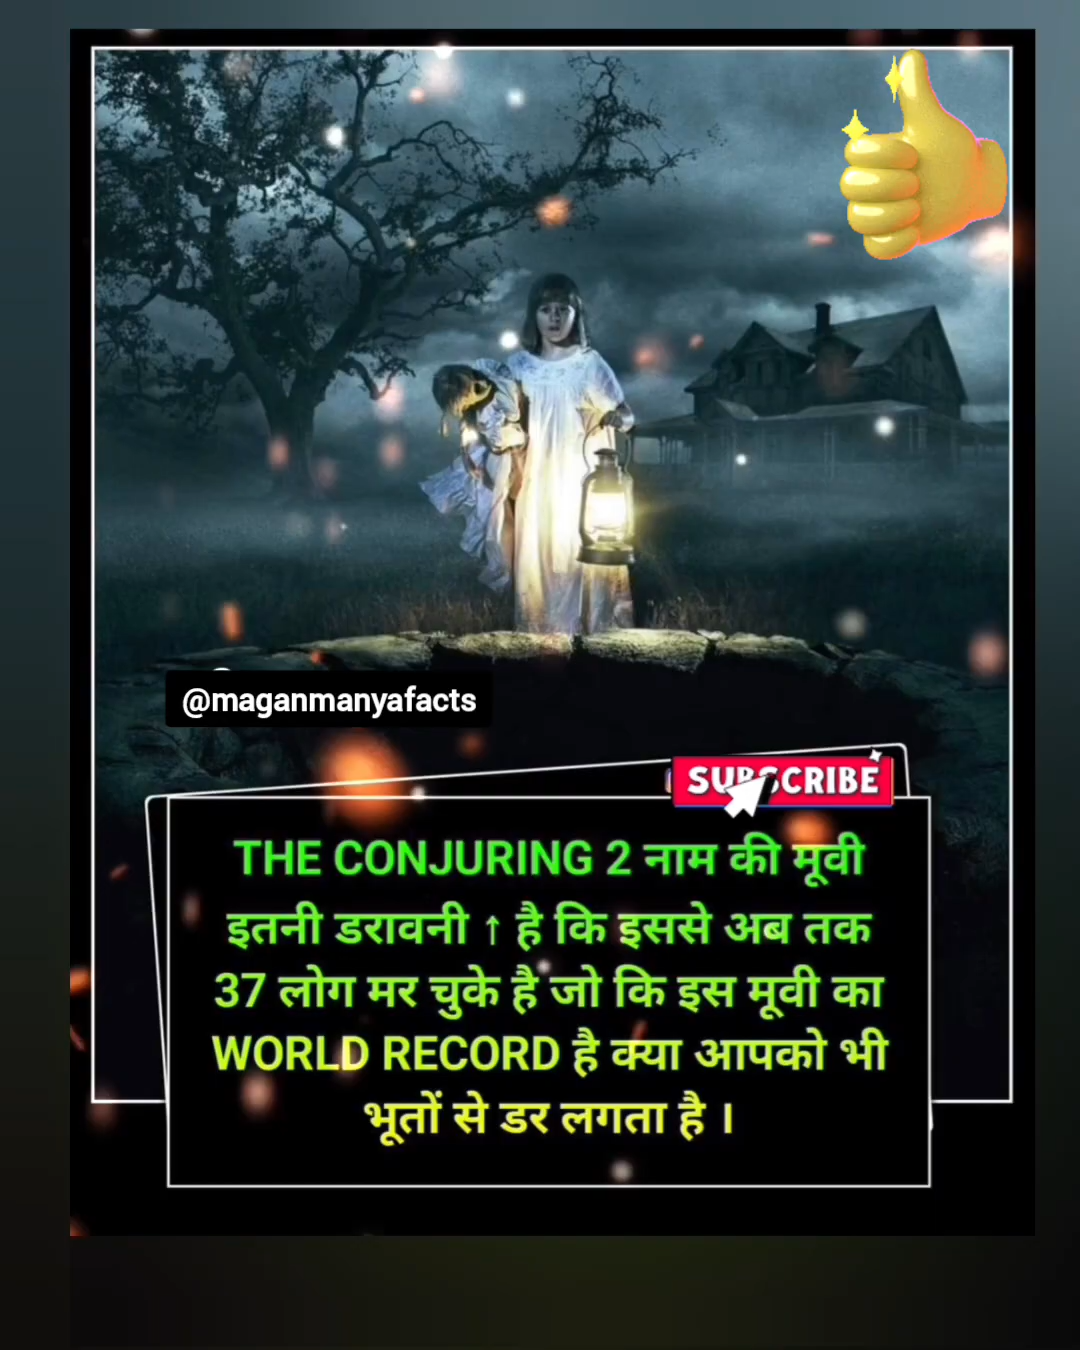 @maganmanyafacts
SUBSCRIBE
THE CONJURING 2 नाम की मूवी
इतनी डरावनी ↑ है कि इससे अब तक
37 लोग मर चुके है जो कि इस मूवी का
WORLD RECORD है क्या आपको भी
भूतों से डर लगता है ।